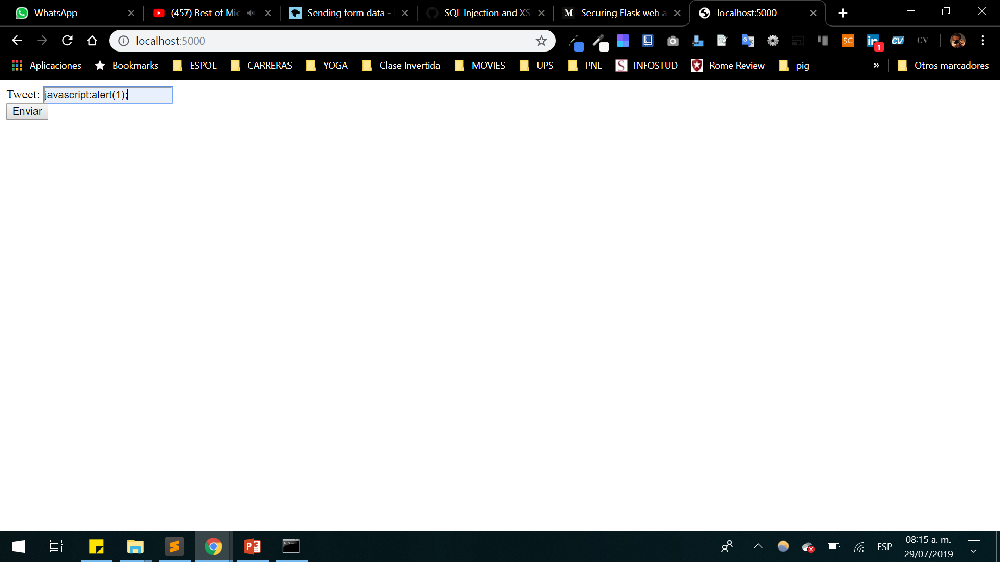 WhatsApp
(457) Best of Mic
Sending form data -
SQL Injection and XS
M Securing Flask web a
localhost:5000
localhost:5000
SC
in
1
CV
CV
Aplicaciones
Bookmarks
ESPOL
CARRERAS
YOGA
Clase Invertida
MOVIES
UPS
PNL
S INFOSTUD
Rome Review
pig
»
Otros marcadores
Tweet: javascript:alert(1);
Enviar
ESP
08:15 a. m.
29/07/2019